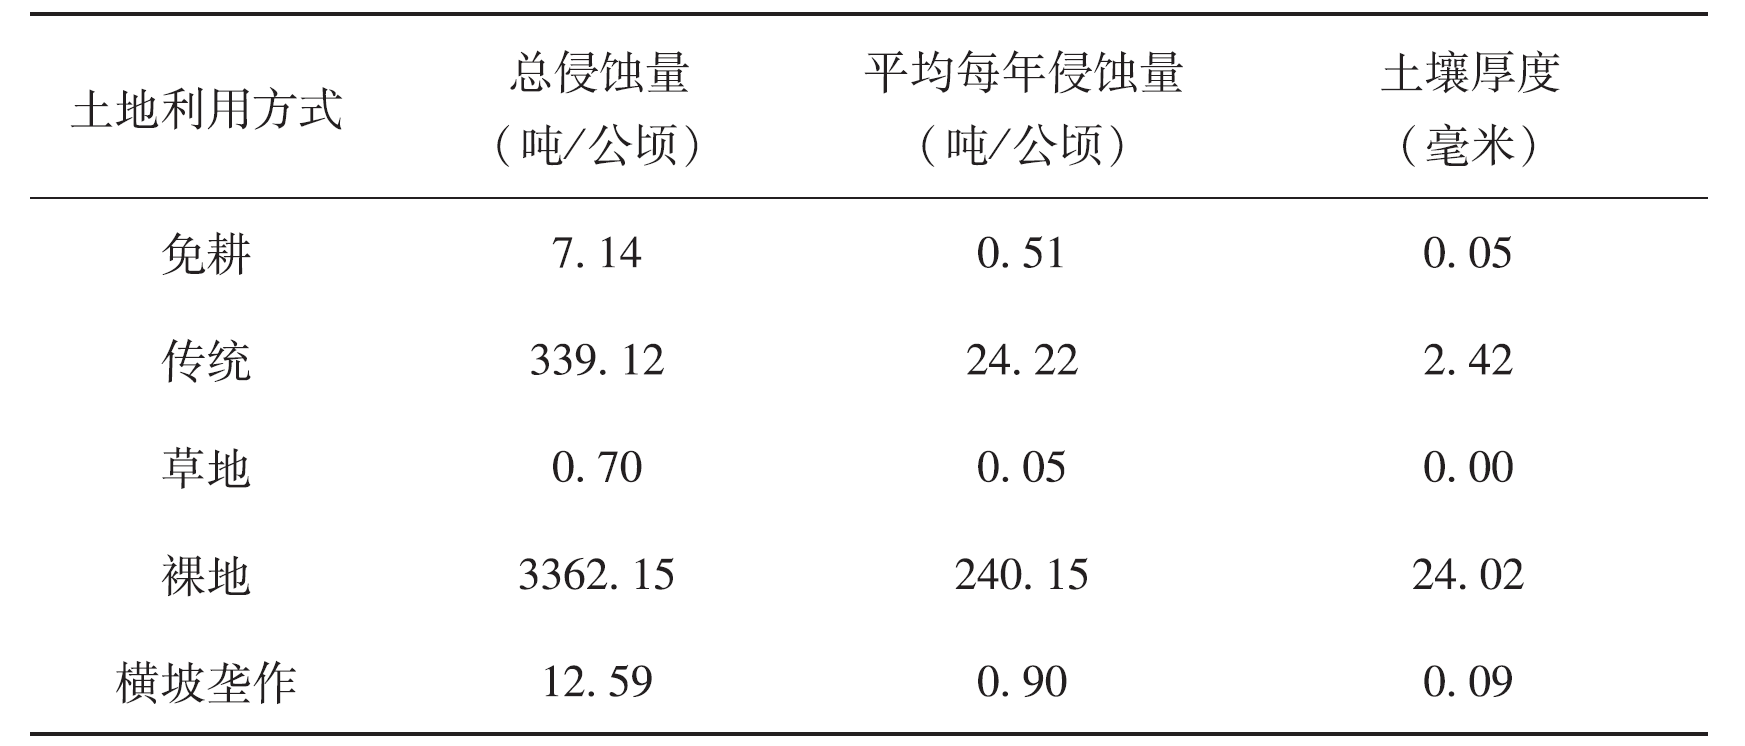 土地利用方式 总侵蚀量（吨/公顷） 平均每年侵蚀量（吨/公顷） 土壤厚度（毫米）
免耕 7.14 0.51 0.05
传统 339.12 24.22 2.42
草地 0.70 0.05 0.00
裸地 3362.15 240.15 24.02
横坡垄作 12.59 0.90 0.09